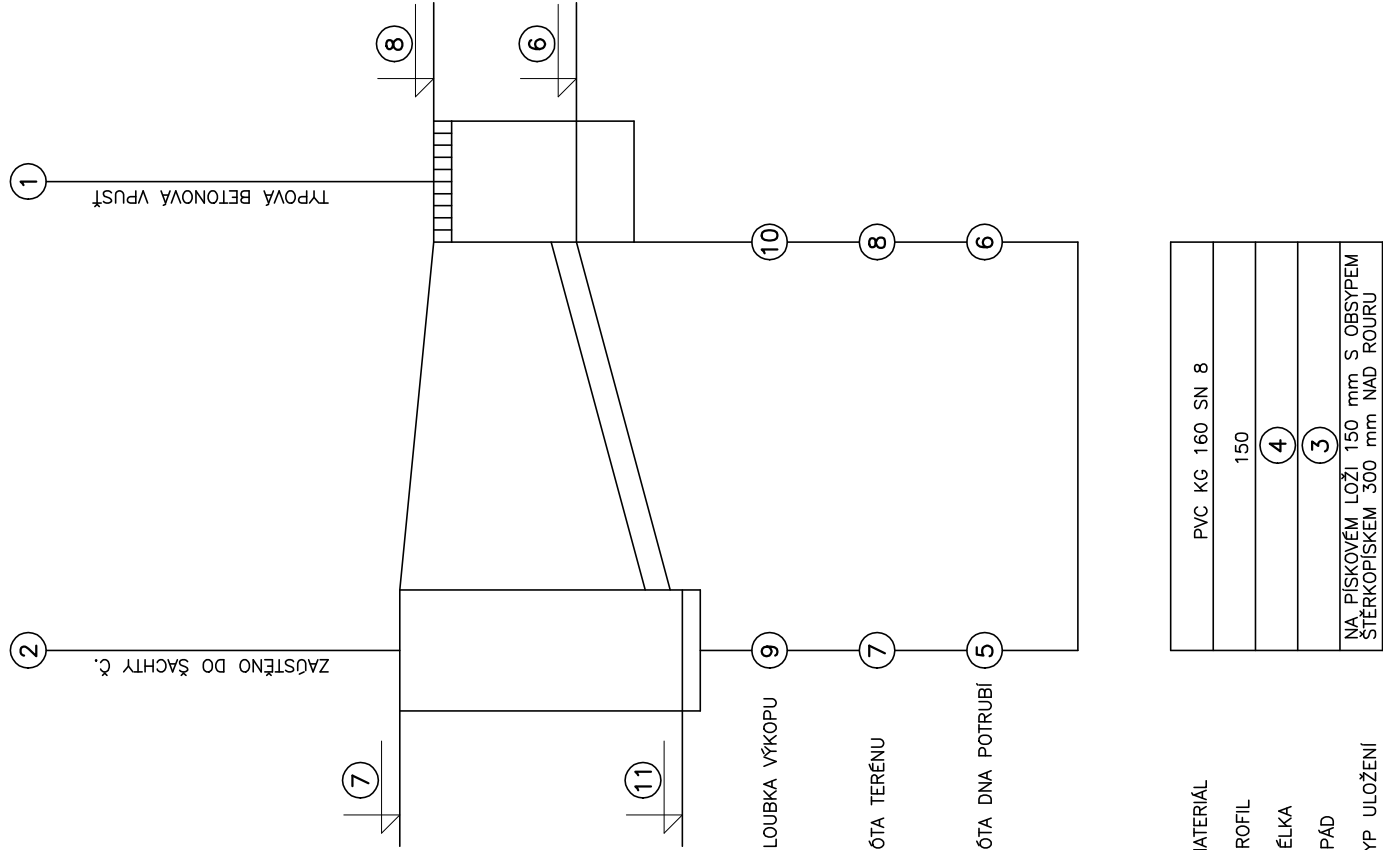 2
ZAÚSTĚNO DO ŠACHTY Č.
1
TYPOVÁ BETONOVÁ VPUSŤ
7
8
11
6
LOUBKA VÝKOPU 9 10
ÓTA TERÉNU 7 8
ÓTA DNA POTRUBÍ 5 6
MATERIÁL PVC KG 160 SN 8
ROFIL 150
ÉLKA 4
PÁD 3
YP ULOŽENÍ NA PÍSKOVÉM LOŽI 150 mm S OBSYPEM
ŠTĚRKOPÍSKEM 300 mm NAD ROURU